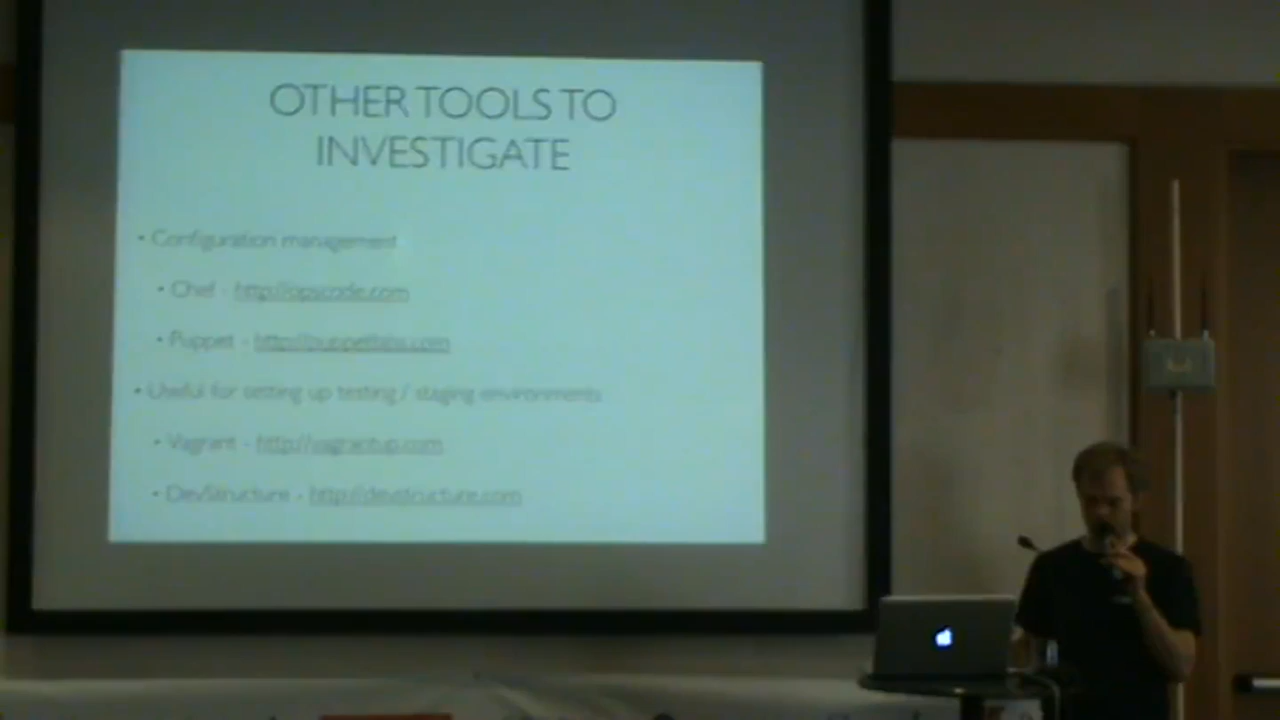 OTHER TOOLS TO
INVESTIGATE
• Configuration management
• Chef - http://opscode.com
• Puppet - http://puppetlabs.com
• Useful for setting up testing / staging environments
• Vagrant - http://vagrantup.com
• DevStructure - http://devstructure.com